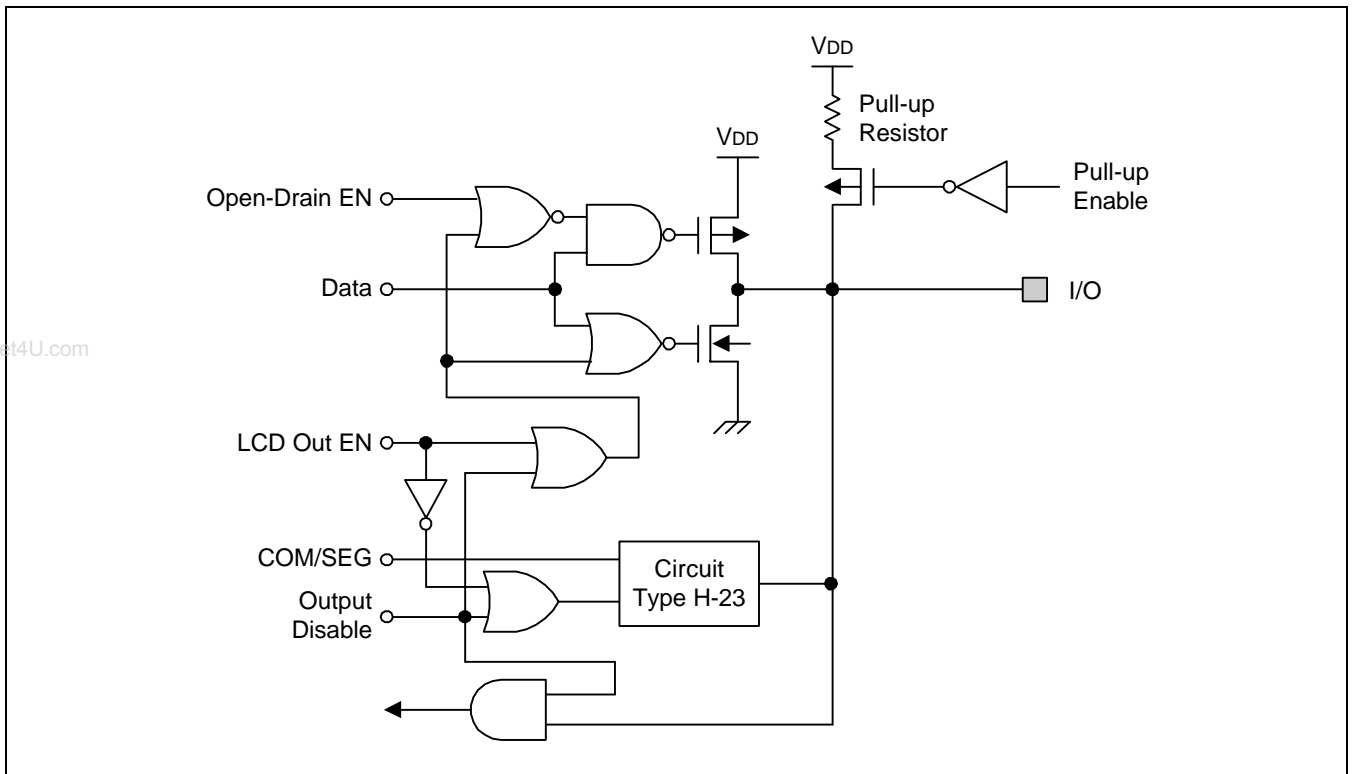 VDD
Pull-up
Resistor
VDD
Pull-up
Enable
Open-Drain EN
Data
I/O
et4U.com
LCD Out EN
COM/SEG
Circuit
Type H-23
Output
Disable